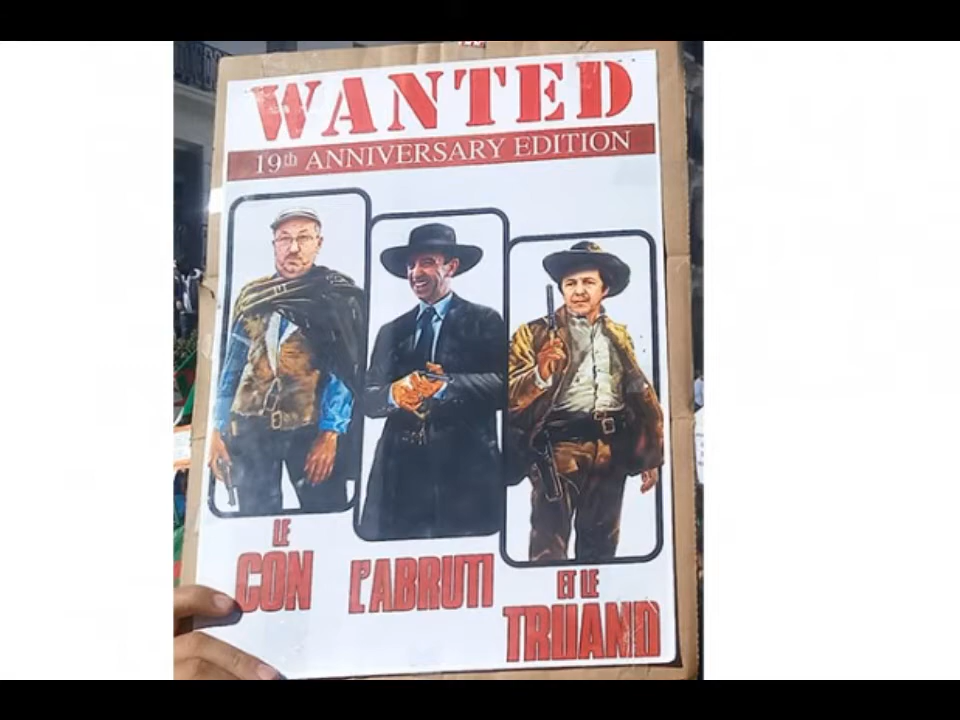 WANTED
19th ANNIVERSARY EDITION
LE
CON
L'ABRUTI
ET LE
TRUAND